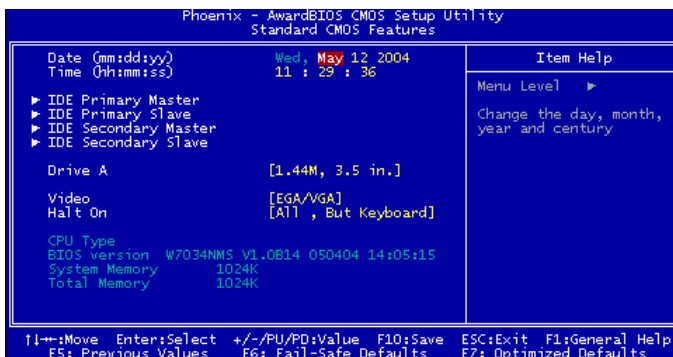 Phoenix - AwardBIOS CMOS Setup Utility
Standard CMOS Features
Date (mm:dd:yy) Wed, May 12 2004
Time (hh:mm:ss) 11 : 29 : 36
► IDE Primary Master
► IDE Primary Slave
► IDE Secondary Master
► IDE Secondary Slave
Drive A [1.44M, 3.5 in.]
Video [EGA/VGA]
Halt On [All , But Keyboard]
CPU Type
BIOS version W7034NMS V1.0B14 050404 14:05:15
System Memory 1024K
Total Memory 1024K
Item Help
Menu Level ►
Change the day, month,
year and century
↑↓→←:Move Enter:Select +/-/PU/PD:Value F10:Save ESC:Exit F1:General Help
F5: Previous Values F6: Fail-Safe Defaults F7: Optimized Defaults